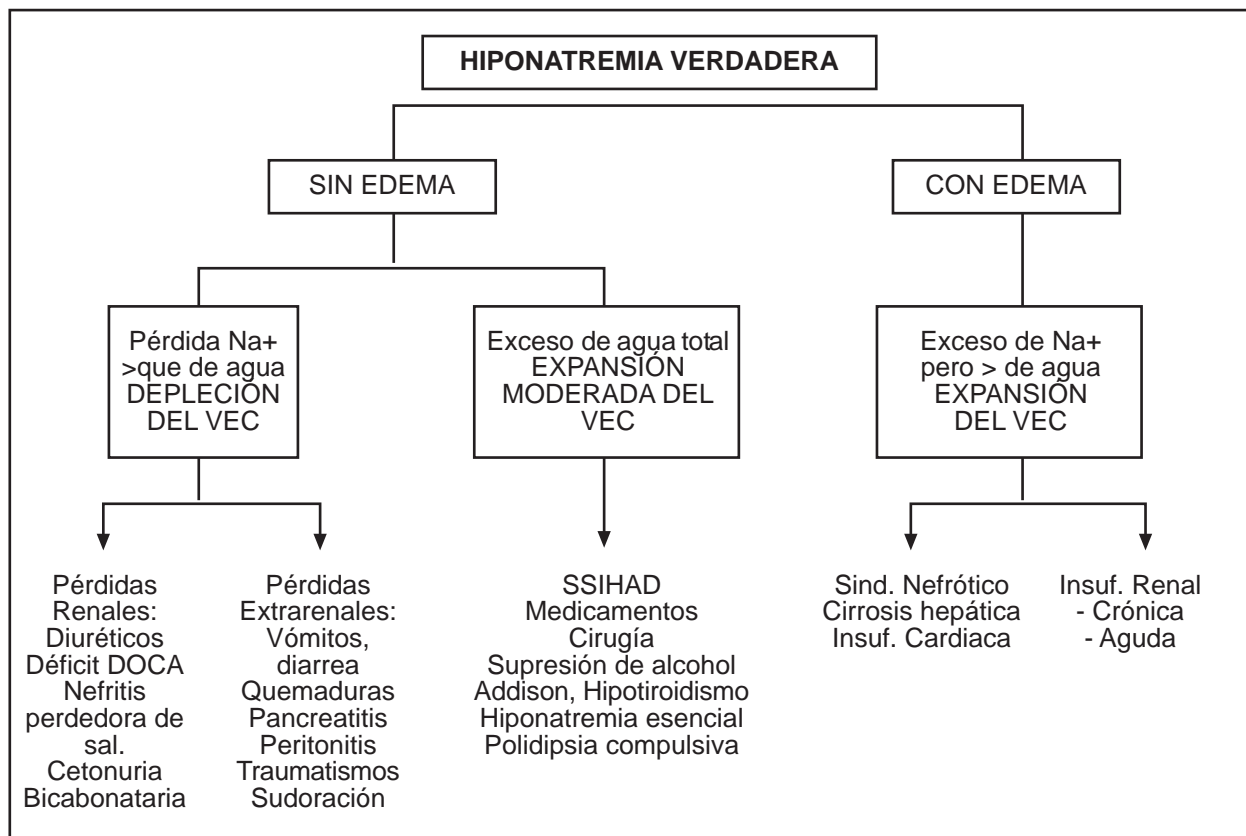 HIPONATREMIA VERDADERA
SIN EDEMA
CON EDEMA
Pérdida Na+
>que de agua
DEPLECIÓN
DEL VEC
Exceso de agua total
EXPANSIÓN
MODERADA DEL
VEC
Exceso de Na+
pero > de agua
EXPANSIÓN
DEL VEC
Pérdidas
Renales:
Diuréticos
Déficit DOCA
Nefritis
perdedora de
sal.
Cetonuria
Bicabonataria
Pérdidas
Extrarenales:
Vómitos,
diarrea
Quemaduras
Pancreatitis
Peritonitis
Traumatismos
Sudoración
SSIHAD
Medicamentos
Cirugía
Supresión de alcohol
Addison, Hipotiroidismo
Hiponatremia esencial
Polidipsia compulsiva
Sind. Nefrótico
Cirrosis hepática
Insuf. Cardiaca
Insuf. Renal
- Crónica
- Aguda